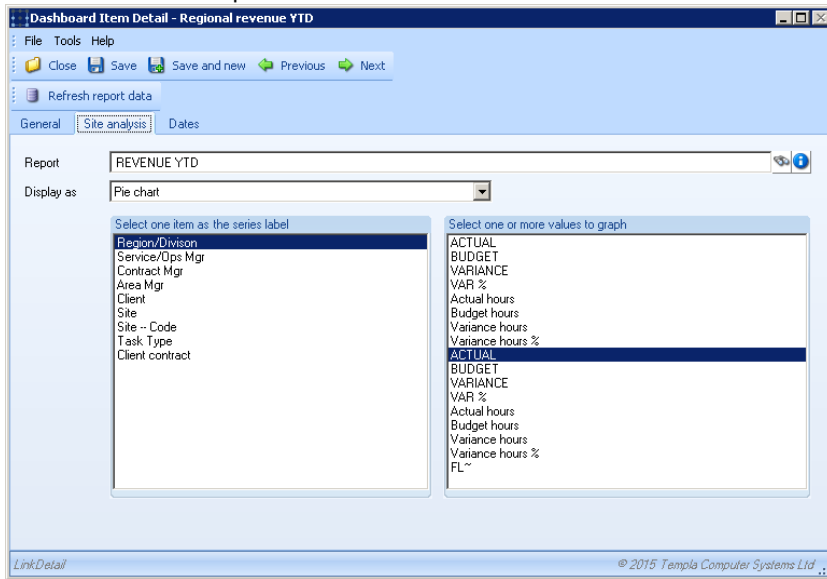 Dashboard Item Detail - Regional revenue YTD
File Tools Help
Close Save Save and new Previous Next
Refresh report data
General Site analysis Dates
Report REVENUE YTD
Display as Pie chart
Select one item as the series label
Region/Divison
Service/Ops Mgr
Contract Mgr
Area Mgr
Client
Site
Site -- Code
Task Type
Client contract
Select one or more values to graph
ACTUAL
BUDGET
VARIANCE
VAR %
Actual hours
Budget hours
Variance hours
Variance hours %
ACTUAL
BUDGET
VARIANCE
VAR %
Actual hours
Budget hours
Variance hours
Variance hours %
FL~
LinkDetail © 2015 Templa Computer Systems Ltd